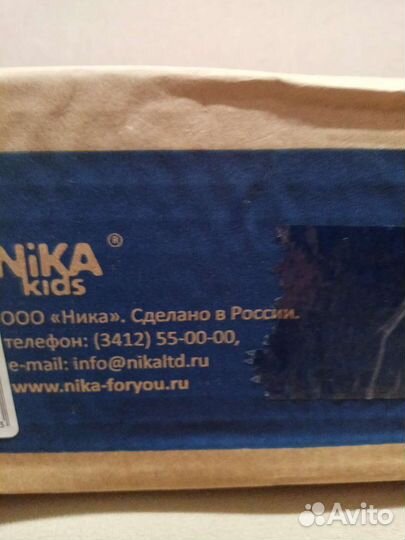 NiKA®
kids
ООО «Ника». Сделано в России.
телефон: (3412) 55-00-00,
e-mail: info@nikaltd.ru
www.nika-foryou.ru
3
Avito